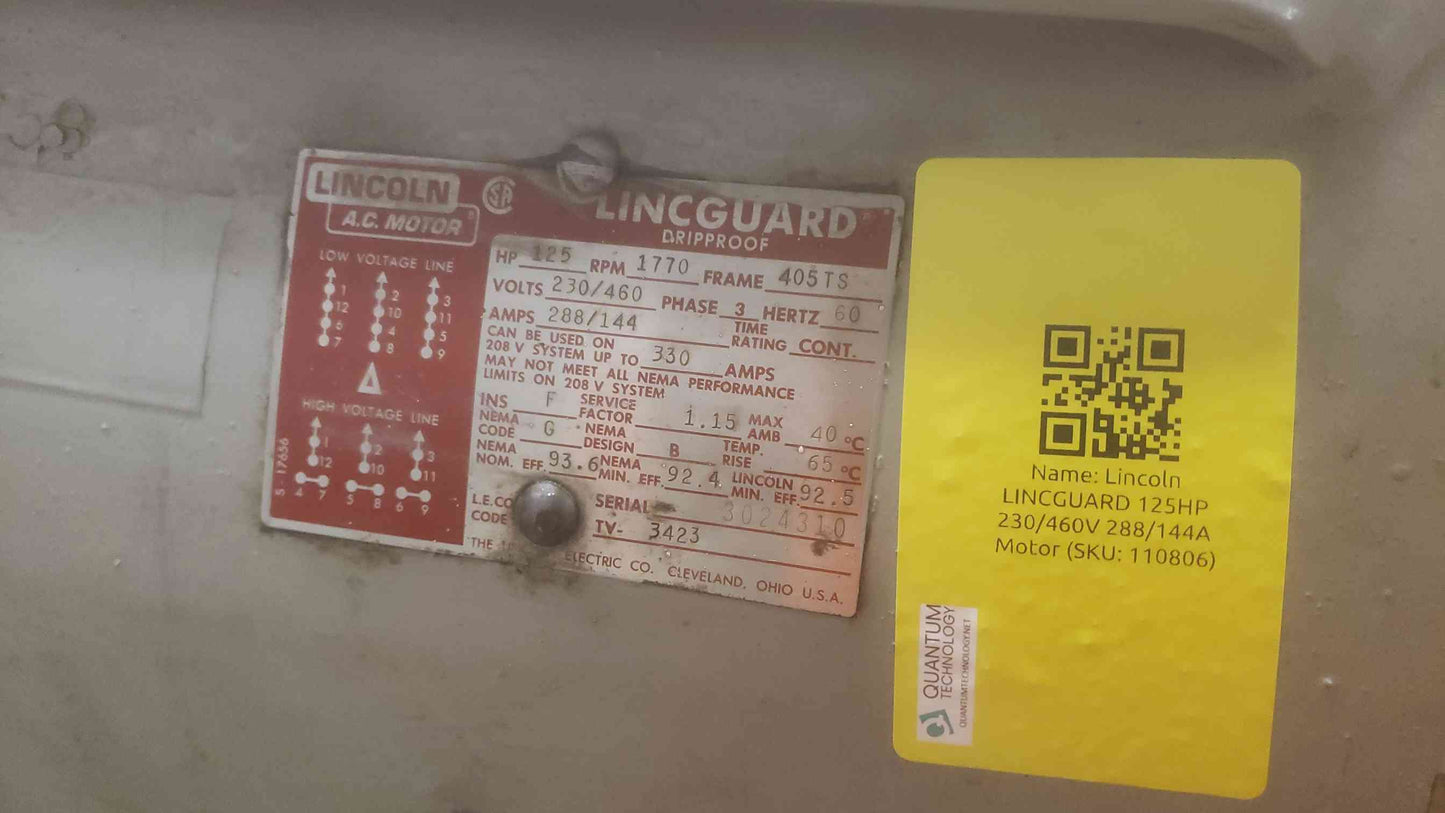 LINCOLN
A.C. MOTOR®
LINCGUARD®
DRIPPROOF
LOW VOLTAGE LINE
1 2 3
12 10 11
6 4 5
7 8 9
HIGH VOLTAGE LINE
1 2 3
12 10 11
4 7 5 8 6 9
S-17656
HP 125 RPM 1770 FRAME 405TS
VOLTS 230/460 PHASE 3 HERTZ 60
AMPS 288/144 TIME RATING CONT.
CAN BE USED ON
208 V SYSTEM UP TO 330 AMPS
MAY NOT MEET ALL NEMA PERFORMANCE
LIMITS ON 208 V SYSTEM
INS F SERVICE FACTOR 1.15 MAX AMB 40 °C
NEMA CODE G NEMA DESIGN B TEMP. RISE 65 °C
NEMA NOM. EFF. 93.6 NEMA MIN. EFF. 92.4 LINCOLN MIN. EFF. 92.5
L.E.CO. CODE SERIAL 3024310
TV- 3423
THE ELECTRIC CO. CLEVELAND, OHIO U.S.A.
Name: Lincoln
LINCGUARD 125HP
230/460V 288/144A
Motor (SKU: 110806)
QUANTUM
TECHNOLOGY
QUANTUMTECHNOLOGY.NET